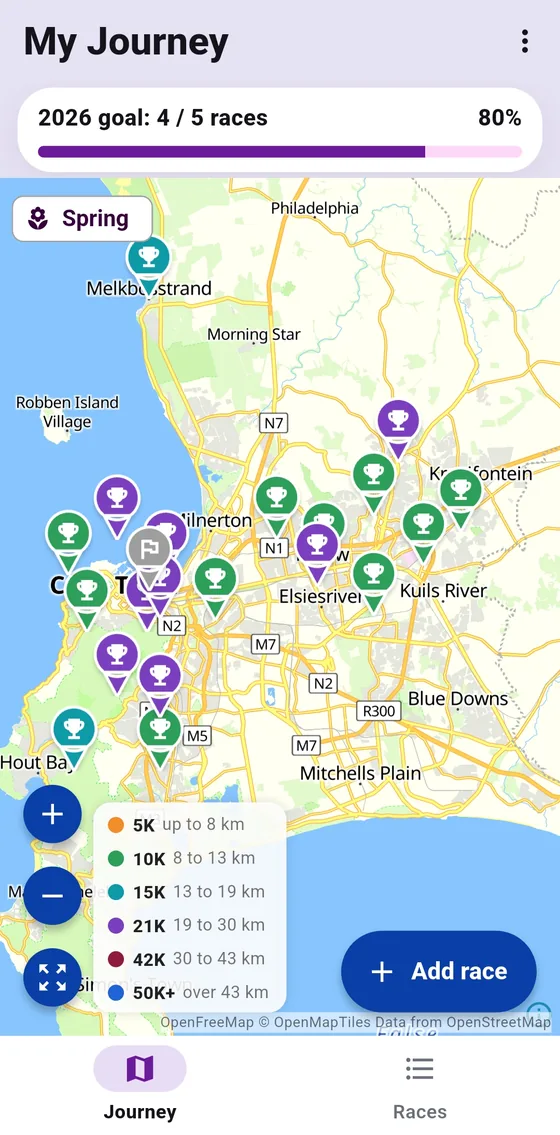 My Journey
2026 goal: 4 / 5 races 80%
Spring
Philadelphia
Melkbosstrand
Morning Star
Robben Island
Village
N7
Milnerton
N1
Elsiesrivier
Kuils River
N2
M7
N2
R300
Blue Downs
M5
M7
Hout Bay
Mitchells Plain
5K up to 8 km
10K 8 to 13 km
15K 13 to 19 km
21K 19 to 30 km
42K 30 to 43 km
50K+ over 43 km
Add race
OpenFreeMap © OpenMapTiles Data from OpenStreetMap
Journey
Races